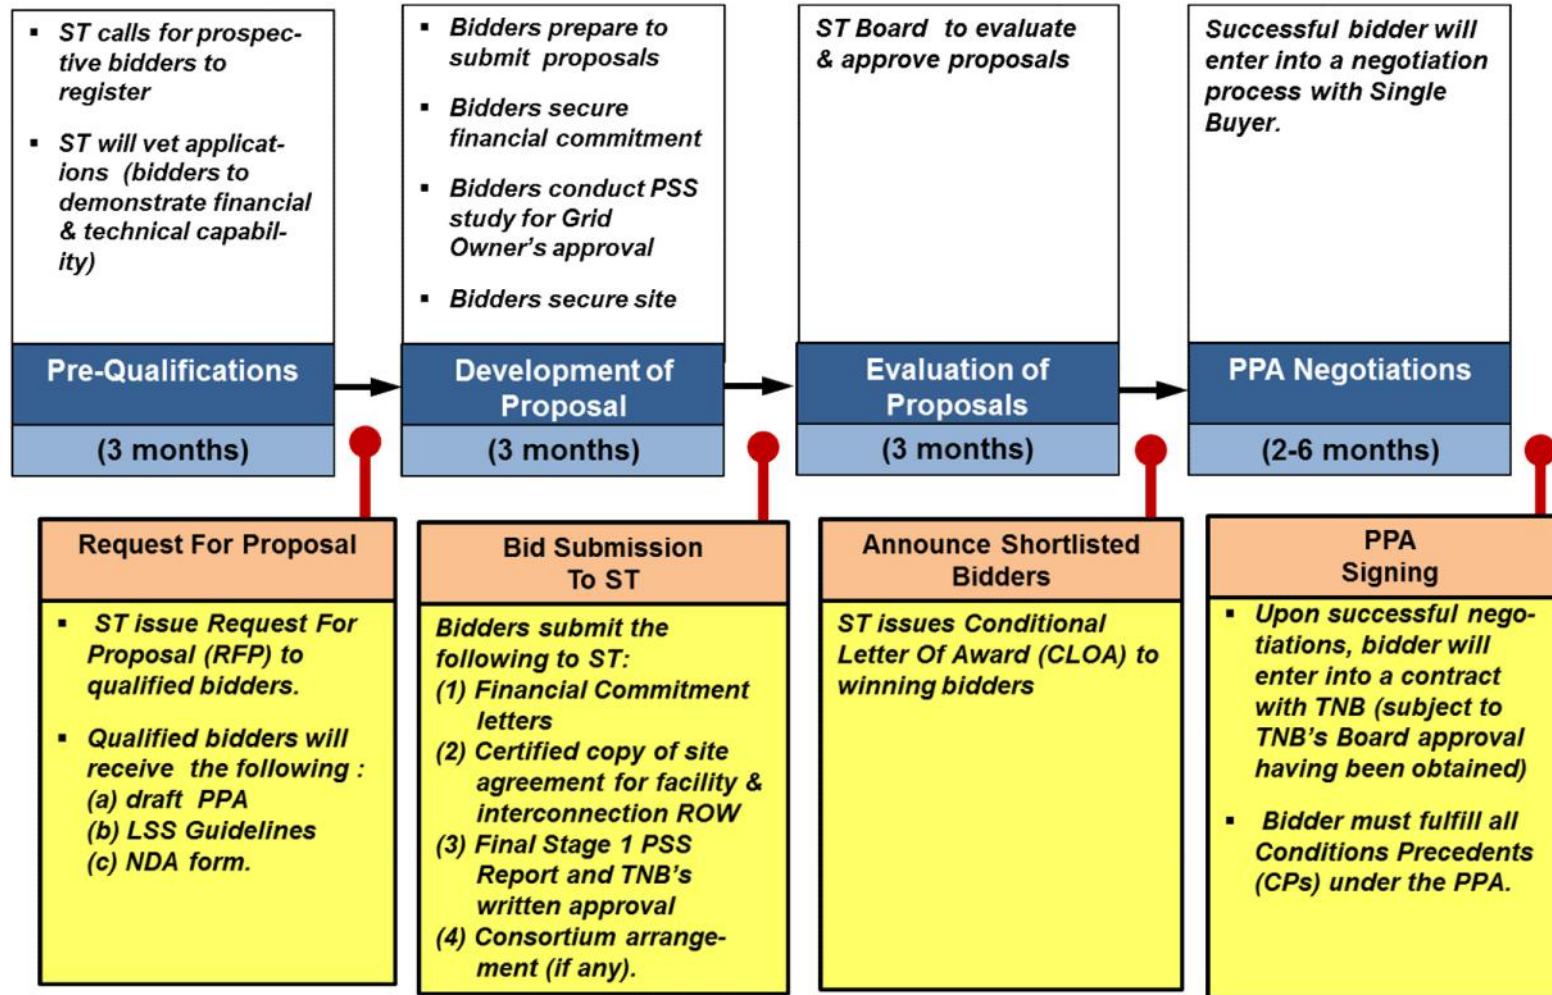 ▪ ST calls for prospec-
tive bidders to
register
▪ ST will vet applicat-
ions (bidders to
demonstrate financial
& technical capabil-
ity)
Pre-Qualifications
(3 months)
▪ Bidders prepare to
submit proposals
▪ Bidders secure
financial commitment
▪ Bidders conduct PSS
study for Grid
Owner's approval
▪ Bidders secure site
Development of
Proposal
(3 months)
ST Board to evaluate
& approve proposals
Evaluation of
Proposals
(3 months)
Successful bidder will
enter into a negotiation
process with Single
Buyer.
PPA Negotiations
(2-6 months)
Request For Proposal
▪ ST issue Request For
Proposal (RFP) to
qualified bidders.
▪ Qualified bidders will
receive the following :
(a) draft PPA
(b) LSS Guidelines
(c) NDA form.
Bid Submission
To ST
Bidders submit the
following to ST:
(1) Financial Commitment
letters
(2) Certified copy of site
agreement for facility &
interconnection ROW
(3) Final Stage 1 PSS
Report and TNB's
written approval
(4) Consortium arrange-
ment (if any).
Announce Shortlisted
Bidders
ST issues Conditional
Letter Of Award (CLOA) to
winning bidders
PPA
Signing
▪ Upon successful nego-
tiations, bidder will
enter into a contract
with TNB (subject to
TNB's Board approval
having been obtained)
▪ Bidder must fulfill all
Conditions Precedents
(CPs) under the PPA.